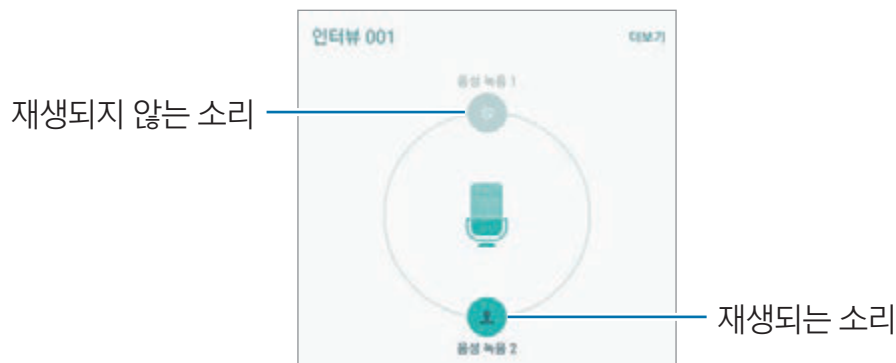 인터뷰 001
더보기
음성 녹음 1
재생되지 않는 소리
재생되는 소리
음성 녹음 2